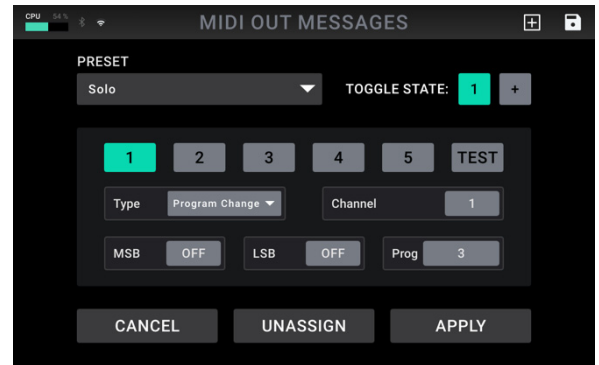 CPU 54 % MIDI OUT MESSAGES
PRESET
Solo TOGGLE STATE: 1 +
1 2 3 4 5 TEST
Type Program Change Channel 1
MSB OFF LSB OFF Prog 3
CANCEL UNASSIGN APPLY